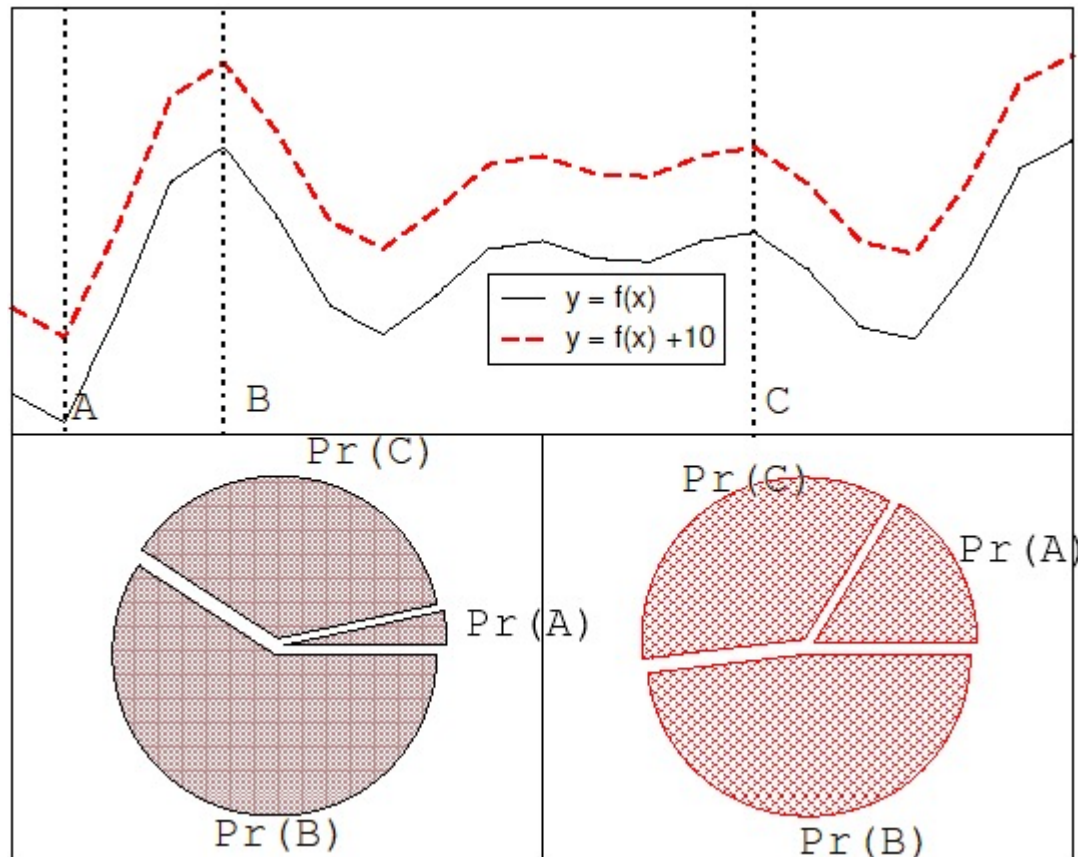 y = f(x)
y = f(x) +10
A
B
C
Pr(C)
Pr(A)
Pr(B)
Pr(C)
Pr(A)
Pr(B)